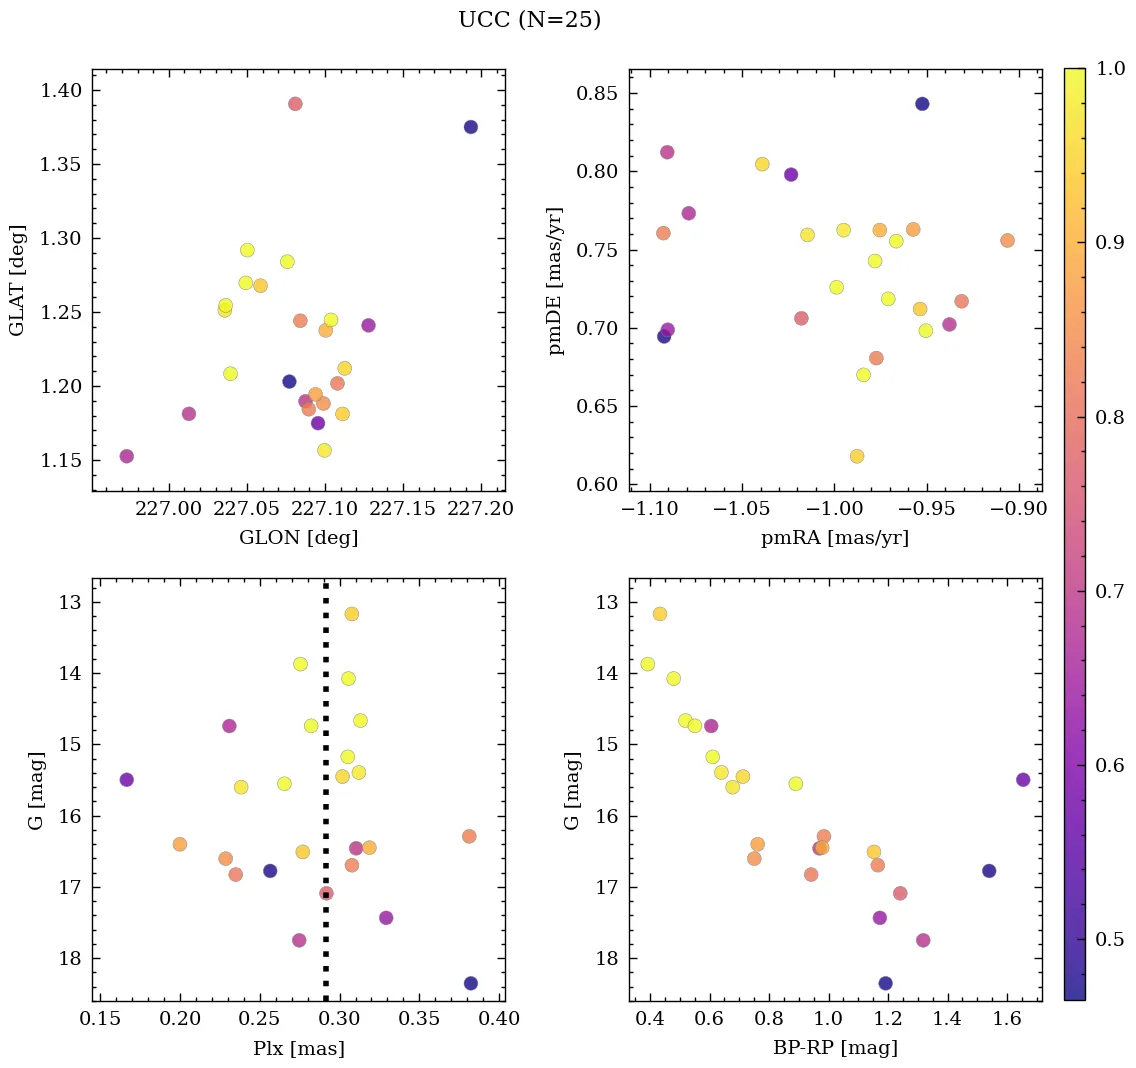 UCC (N=25)
1.40
1.35
1.30
1.25
1.20
1.15
GLAT [deg]
227.00 227.05 227.10 227.15 227.20
GLON [deg]
0.85
0.80
0.75
0.70
0.65
0.60
pmDE [mas/yr]
−1.10 −1.05 −1.00 −0.95 −0.90
pmRA [mas/yr]
13
14
15
16
17
18
G [mag]
0.15 0.20 0.25 0.30 0.35 0.40
Plx [mas]
13
14
15
16
17
18
G [mag]
0.4 0.6 0.8 1.0 1.2 1.4 1.6
BP-RP [mag]
1.0
0.9
0.8
0.7
0.6
0.5